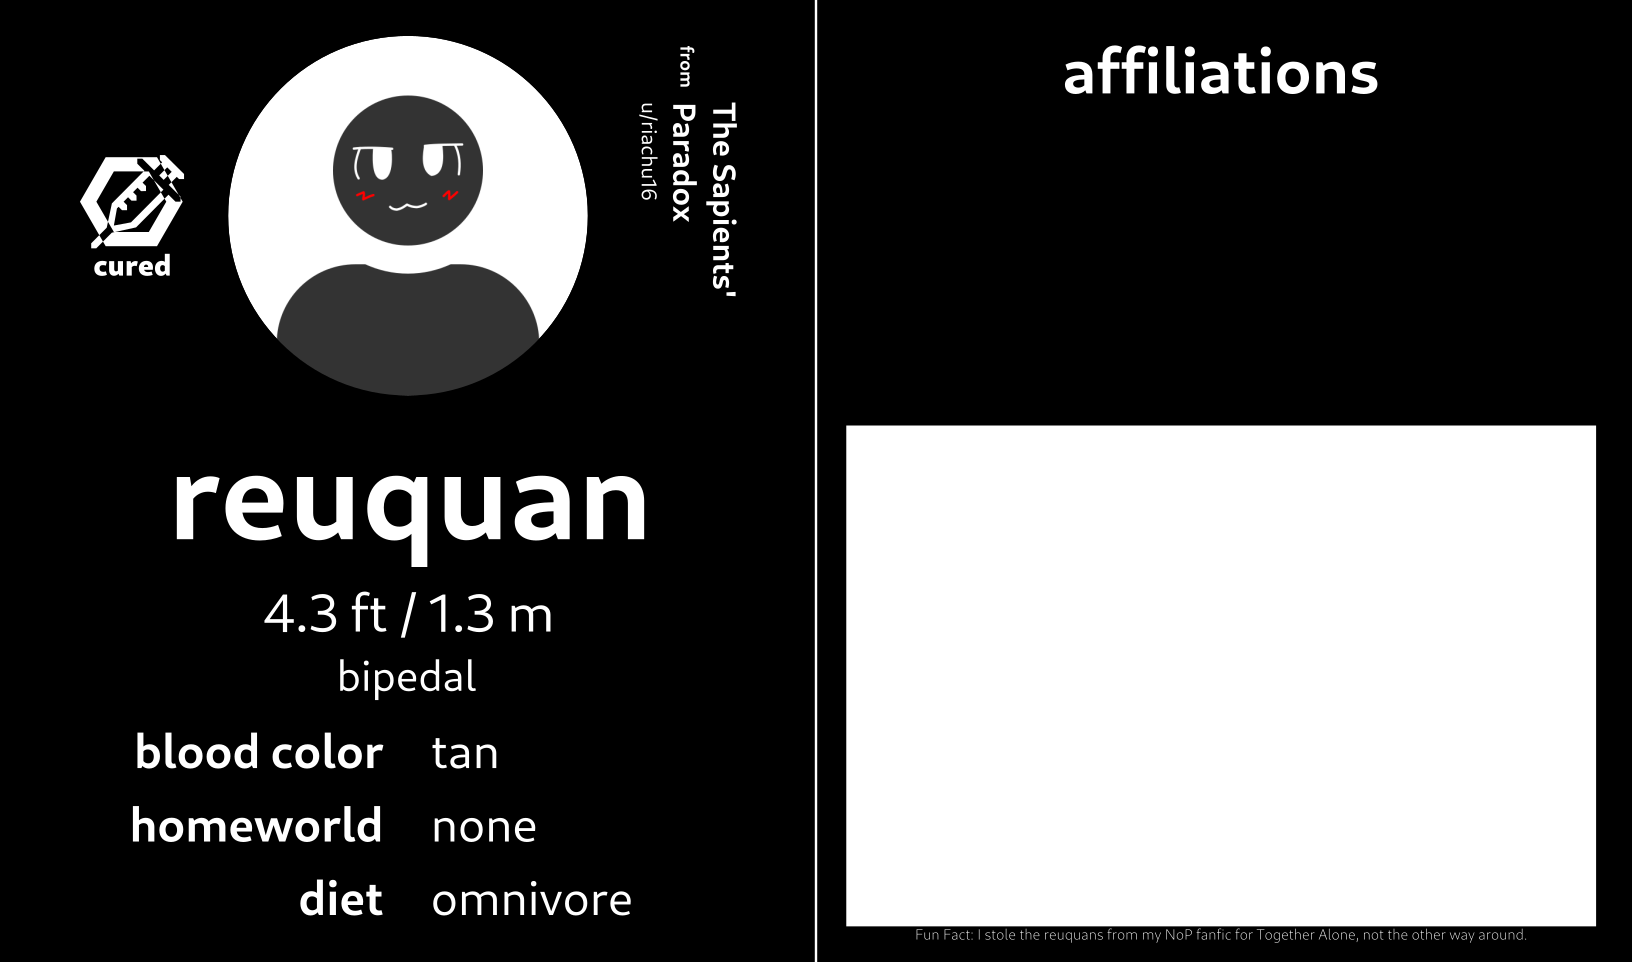 cured
from
The Sapients'
Paradox
u/riachu16
reuquan
4.3 ft / 1.3 m
bipedal
blood color tan
homeworld none
diet omnivore
affiliations
Fun Fact: I stole the reuquans from my NoP fanfic for Together Alone, not the other way around.